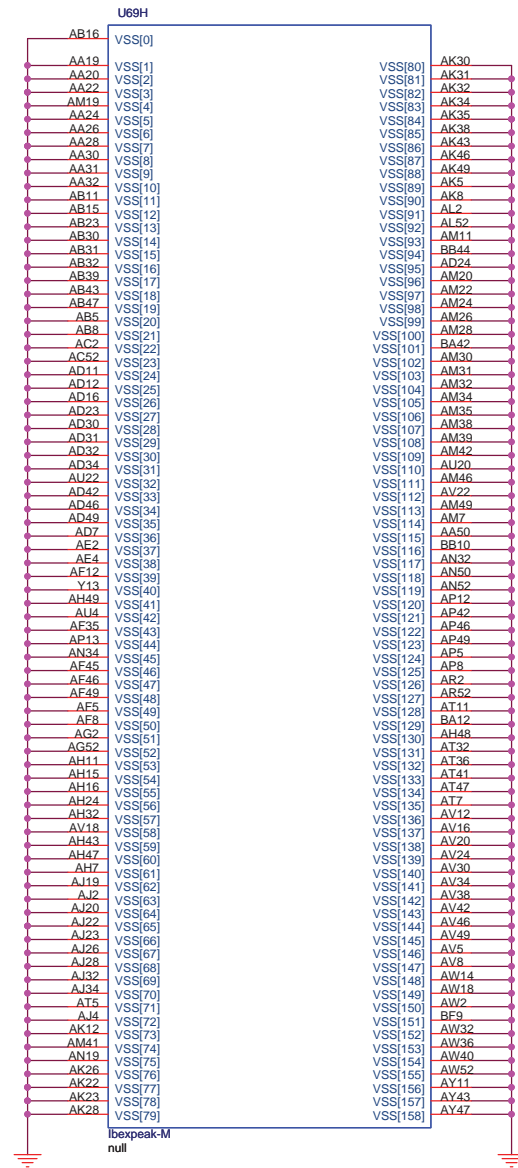 U69H
AB16 VSS[0]
AA19 VSS[1] VSS[80] AK30
AA20 VSS[2] VSS[81] AK31
AA22 VSS[3] VSS[82] AK32
AM19 VSS[4] VSS[83] AK34
AA24 VSS[5] VSS[84] AK35
AA26 VSS[6] VSS[85] AK38
AA28 VSS[7] VSS[86] AK43
AA30 VSS[8] VSS[87] AK46
AA31 VSS[9] VSS[88] AK49
AA32 VSS[10] VSS[89] AK5
AB11 VSS[11] VSS[90] AK8
AB15 VSS[12] VSS[91] AL2
AB23 VSS[13] VSS[92] AL52
AB30 VSS[14] VSS[93] AM11
AB31 VSS[15] VSS[94] BB44
AB32 VSS[16] VSS[95] AD24
AB39 VSS[17] VSS[96] AM20
AB43 VSS[18] VSS[97] AM22
AB47 VSS[19] VSS[98] AM24
AB5 VSS[20] VSS[99] AM26
AB8 VSS[21] VSS[100] AM28
AC2 VSS[22] VSS[101] BA42
AC52 VSS[23] VSS[102] AM30
AD11 VSS[24] VSS[103] AM31
AD12 VSS[25] VSS[104] AM32
AD16 VSS[26] VSS[105] AM34
AD23 VSS[27] VSS[106] AM35
AD30 VSS[28] VSS[107] AM38
AD31 VSS[29] VSS[108] AM39
AD32 VSS[30] VSS[109] AM42
AD34 VSS[31] VSS[110] AU20
AU22 VSS[32] VSS[111] AM46
AD42 VSS[33] VSS[112] AV22
AD46 VSS[34] VSS[113] AM49
AD49 VSS[35] VSS[114] AM7
AD7 VSS[36] VSS[115] AA50
AE2 VSS[37] VSS[116] BB10
AE4 VSS[38] VSS[117] AN32
AF12 VSS[39] VSS[118] AN50
Y13 VSS[40] VSS[119] AN52
AH49 VSS[41] VSS[120] AP12
AU4 VSS[42] VSS[121] AP42
AF35 VSS[43] VSS[122] AP46
AP13 VSS[44] VSS[123] AP49
AN34 VSS[45] VSS[124] AP5
AF45 VSS[46] VSS[125] AP8
AF46 VSS[47] VSS[126] AR2
AF49 VSS[48] VSS[127] AR52
AF5 VSS[49] VSS[128] AT11
AF8 VSS[50] VSS[129] BA12
AG2 VSS[51] VSS[130] AH48
AG52 VSS[52] VSS[131] AT32
AH11 VSS[53] VSS[132] AT36
AH15 VSS[54] VSS[133] AT41
AH16 VSS[55] VSS[134] AT47
AH24 VSS[56] VSS[135] AT7
AH32 VSS[57] VSS[136] AV12
AV18 VSS[58] VSS[137] AV16
AH43 VSS[59] VSS[138] AV20
AH47 VSS[60] VSS[139] AV24
AH7 VSS[61] VSS[140] AV30
AJ19 VSS[62] VSS[141] AV34
AJ2 VSS[63] VSS[142] AV38
AJ20 VSS[64] VSS[143] AV42
AJ22 VSS[65] VSS[144] AV46
AJ23 VSS[66] VSS[145] AV49
AJ26 VSS[67] VSS[146] AV5
AJ28 VSS[68] VSS[147] AV8
AJ32 VSS[69] VSS[148] AW14
AJ34 VSS[70] VSS[149] AW18
AT5 VSS[71] VSS[150] AW2
AJ4 VSS[72] VSS[151] BF9
AK12 VSS[73] VSS[152] AW32
AM41 VSS[74] VSS[153] AW36
AN19 VSS[75] VSS[154] AW40
AK26 VSS[76] VSS[155] AW52
AK22 VSS[77] VSS[156] AY11
AK23 VSS[78] VSS[157] AY43
AK28 VSS[79] VSS[158] AY47
Ibexpeak-M
null